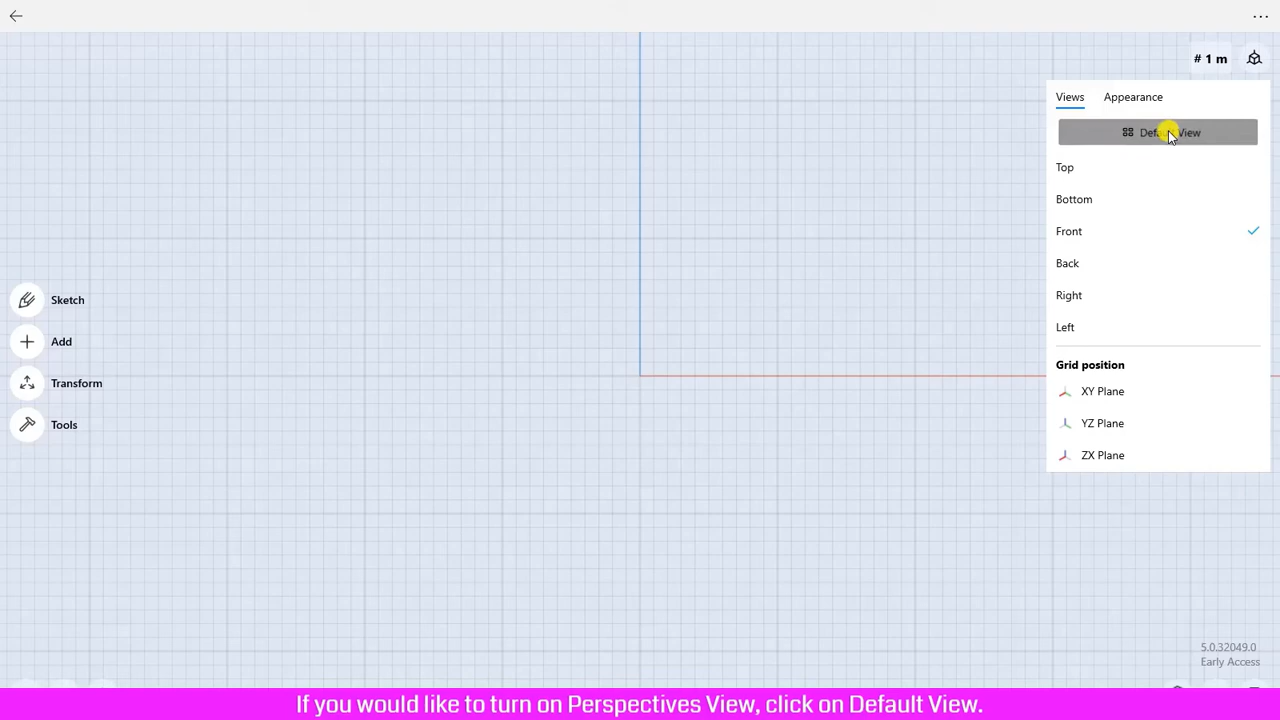 # 1 m
Views Appearance
Default View
Top
Bottom
Front
Back
Right
Left
Grid position
XY Plane
YZ Plane
ZX Plane
Sketch
Add
Transform
Tools
5.0.32049.0
Early Access
If you would like to turn on Perspectives View, click on Default View.